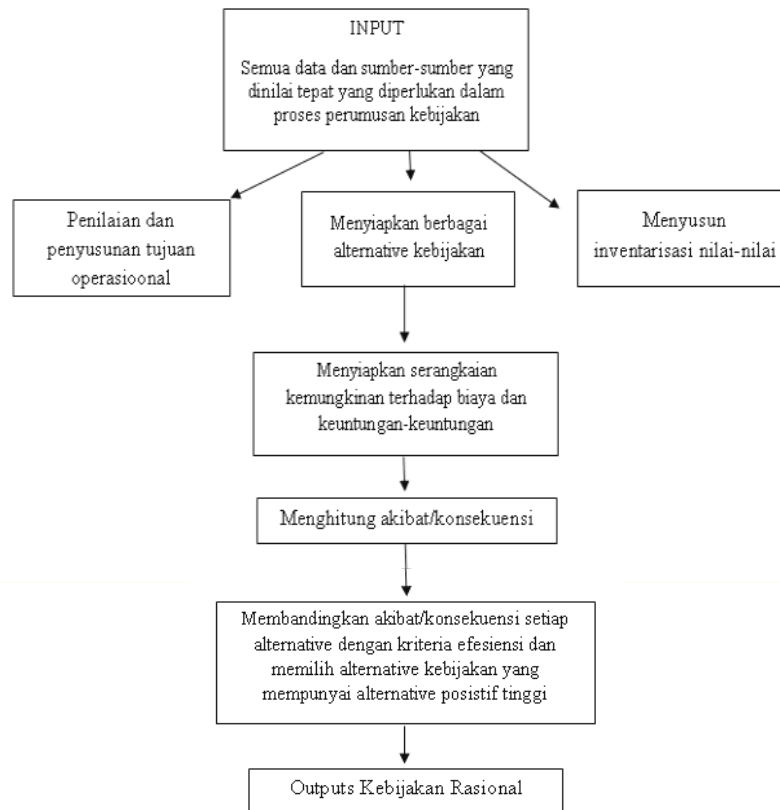 INPUT
Semua data dan sumber-sumber yang
dinilai tepat yang diperlukan dalam
proses perumusan kebijakan
Penilaian dan
penyusunan tujuan
operasioonal
Menyiapkan berbagai
alternative kebijakan
Menyusun
inventarisasi nilai-nilai
Menyiapkan serangkaian
kemungkinan terhadap biaya dan
keuntungan-keuntungan
Menghitung akibat/konsekuensi
Membandingkan akibat/konsekuensi setiap
alternative dengan kriteria efesiensi dan
memilih alternative kebijakan yang
mempunyai alternative posistif tinggi
Outputs Kebijakan Rasional